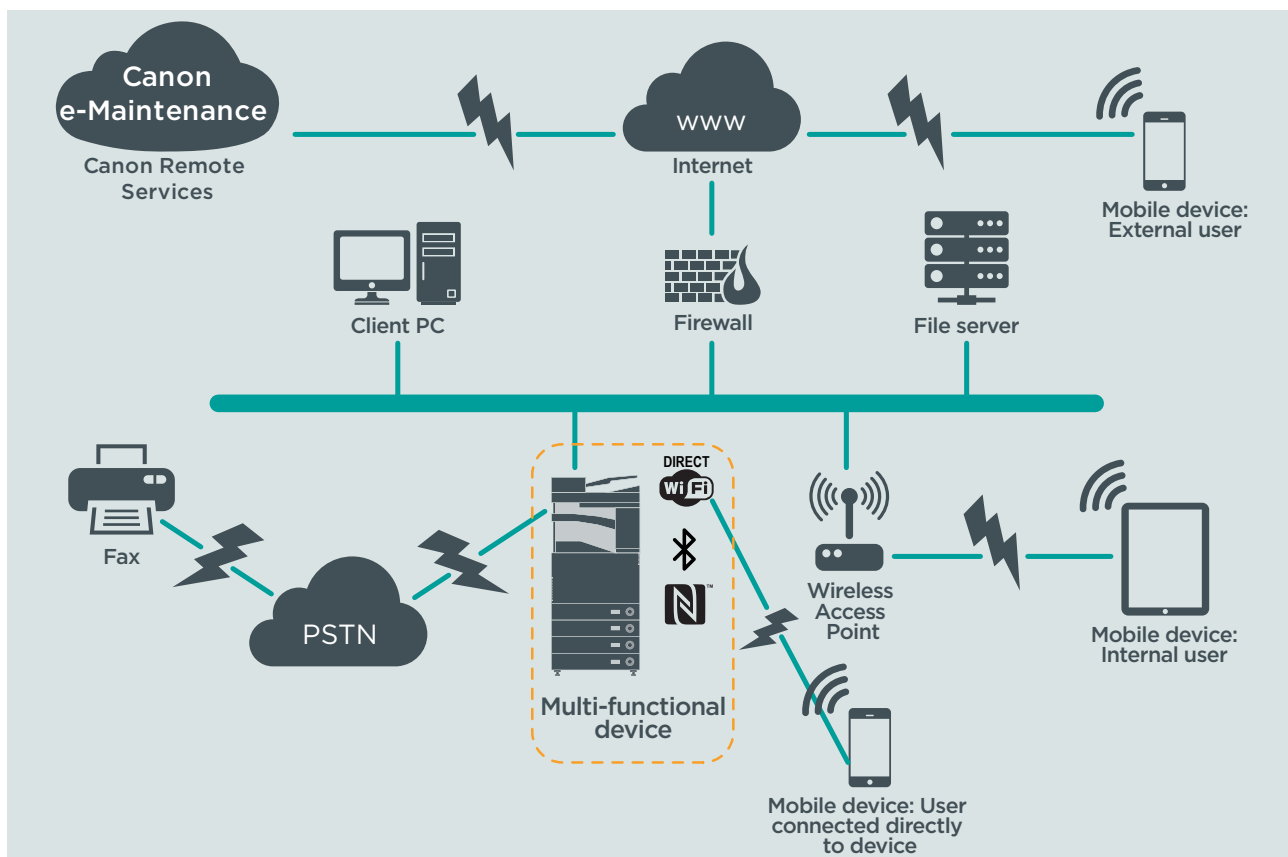 Canon
e-Maintenance
Canon Remote
Services
WWW
Internet
Mobile device:
External user
Client PC
Firewall
File server
Fax
PSTN
DIRECT
Wi Fi
N™
Multi-functional
device
Wireless
Access
Point
Mobile device:
Internal user
Mobile device: User
connected directly
to device